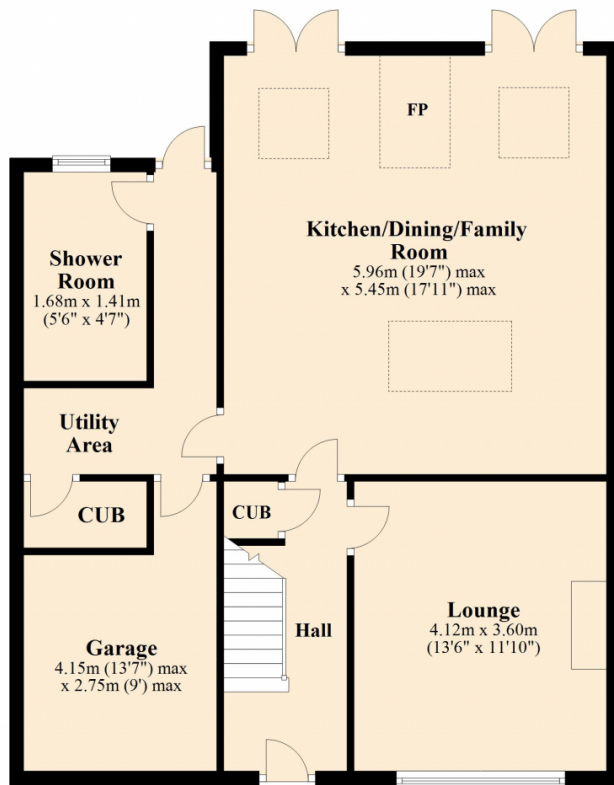 FP
Kitchen/Dining/Family
Room
5.96m (19'7") max
x 5.45m (17'11") max
Shower
Room
1.68m x 1.41m
(5'6" x 4'7")
Utility
Area
CUB
CUB
Hall
Lounge
4.12m x 3.60m
(13'6" x 11'10")
Garage
4.15m (13'7") max
x 2.75m (9') max